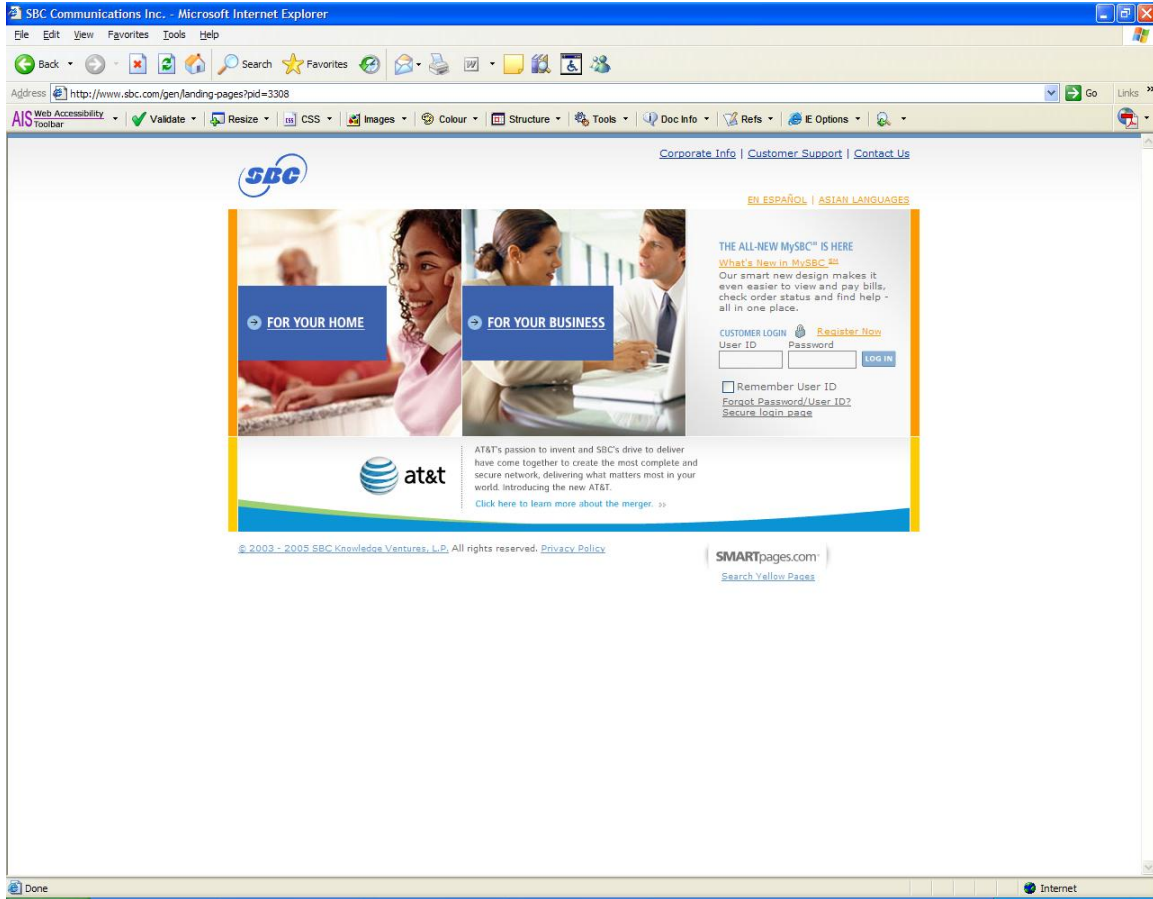 SBC Communications Inc. - Microsoft Internet Explorer
File Edit View Favorites Tools Help
Back Search Favorites
Address http://www.sbc.com/gen/landing-pages?pid=3308 Go Links »
AIS Web Accessibility Toolbar Validate Resize CSS Images Colour Structure Tools Doc Info Refs IE Options
Corporate Info | Customer Support | Contact Us
SBC
EN ESPAÑOL | ASIAN LANGUAGES
FOR YOUR HOME
FOR YOUR BUSINESS
THE ALL-NEW MySBC℠ IS HERE
What's New in MySBC ℠
Our smart new design makes it
even easier to view and pay bills,
check order status and find help -
all in one place.
CUSTOMER LOGIN Register Now
User ID Password
LOG IN
Remember User ID
Forgot Password/User ID?
Secure login page
at&t
AT&T's passion to invent and SBC's drive to deliver
have come together to create the most complete and
secure network, delivering what matters most in your
world. Introducing the new AT&T.
Click here to learn more about the merger. »
© 2003 - 2005 SBC Knowledge Ventures, L.P. All rights reserved. Privacy Policy
SMARTpages.com
Search Yellow Pages
Done Internet